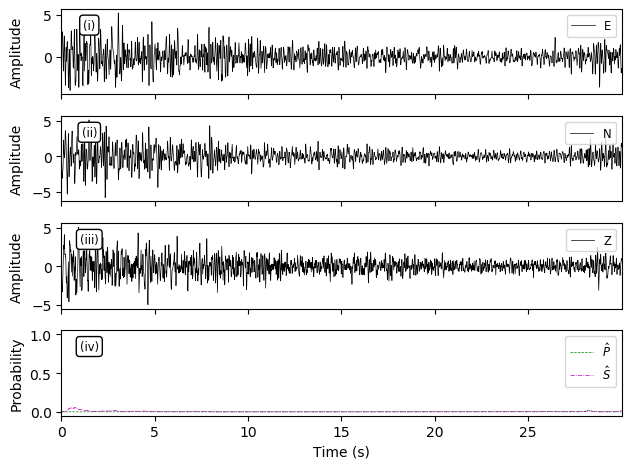 Amplitude
5
0
(i)
E
Amplitude
5
0
−5
(ii)
N
Amplitude
5
0
−5
(iii)
Z
Probability
1.0
0.5
0.0
(iv)
P̂
Ŝ
0 5 10 15 20 25
Time (s)